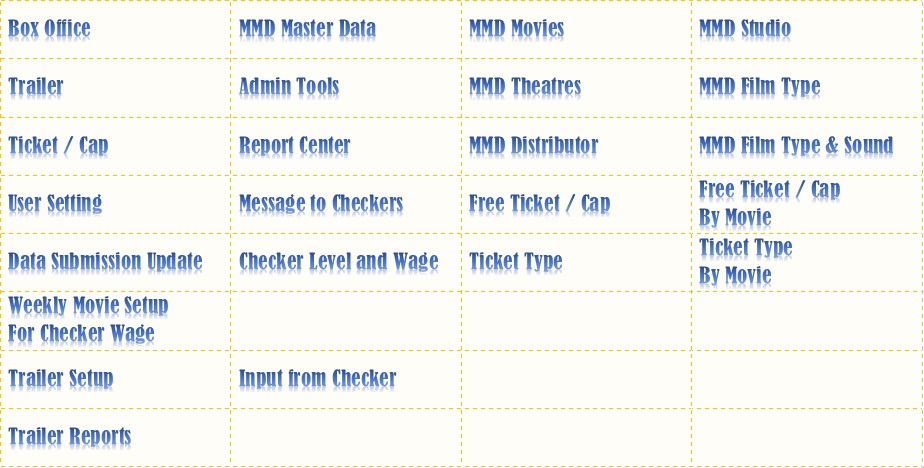 Box Office
MMD Master Data
MMD Movies
MMD Studio
Trailer
Admin Tools
MMD Theatres
MMD Film Type
Ticket / Cap
Report Center
MMD Distributor
MMD Film Type & Sound
User Setting
Message to Checkers
Free Ticket / Cap
Free Ticket / Cap
By Movie
Data Submission Update
Checker Level and Wage
Ticket Type
Ticket Type
By Movie
Weekly Movie Setup
For Checker Wage
Trailer Setup
Input from Checker
Trailer Reports